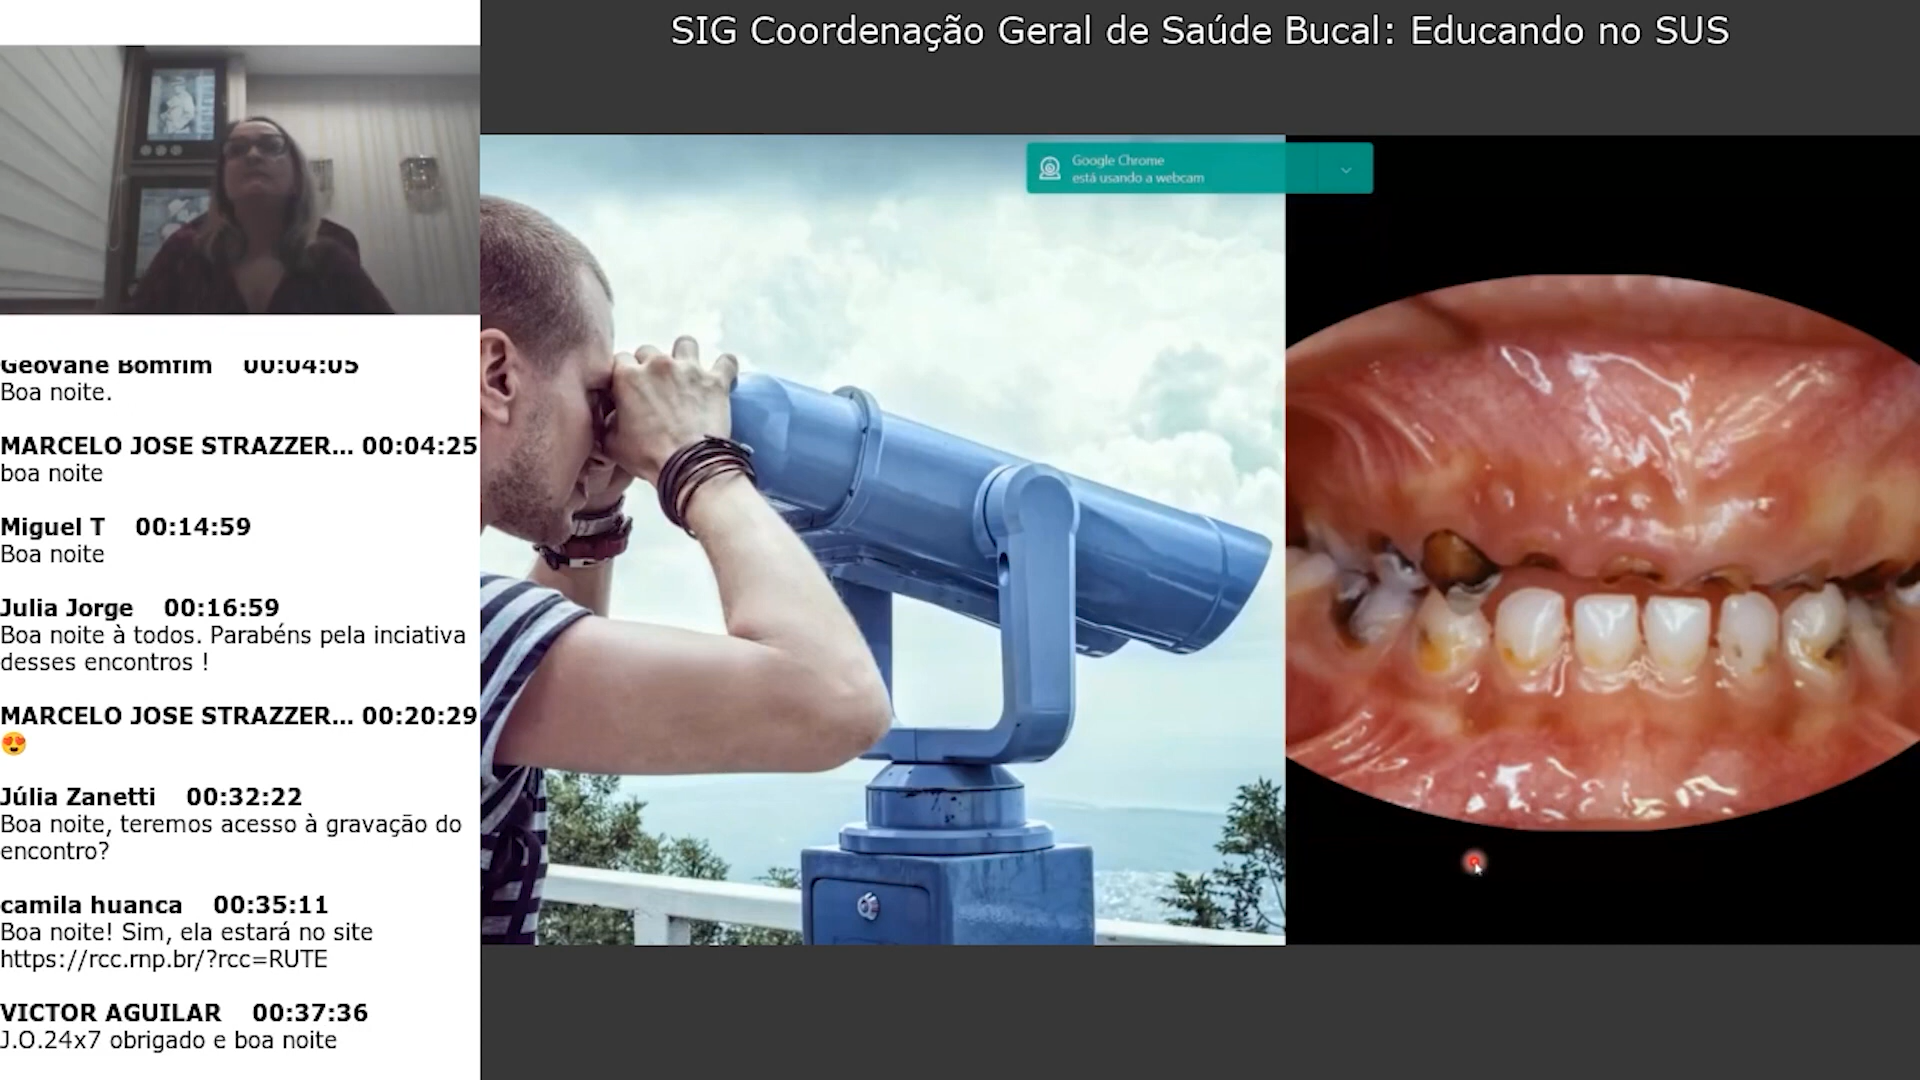 SIG Coordenação Geral de Saúde Bucal: Educando no SUS
Google Chrome
está usando a webcam
Geovane Bomfim 00:04:05
Boa noite.
MARCELO JOSE STRAZZER... 00:04:25
boa noite
Miguel T 00:14:59
Boa noite
Julia Jorge 00:16:59
Boa noite à todos. Parabéns pela inciativa
desses encontros !
MARCELO JOSE STRAZZER... 00:20:29
😍
Júlia Zanetti 00:32:22
Boa noite, teremos acesso à gravação do
encontro?
camila huanca 00:35:11
Boa noite! Sim, ela estará no site
https://rcc.rnp.br/?rcc=RUTE
VICTOR AGUILAR 00:37:36
J.O.24x7 obrigado e boa noite